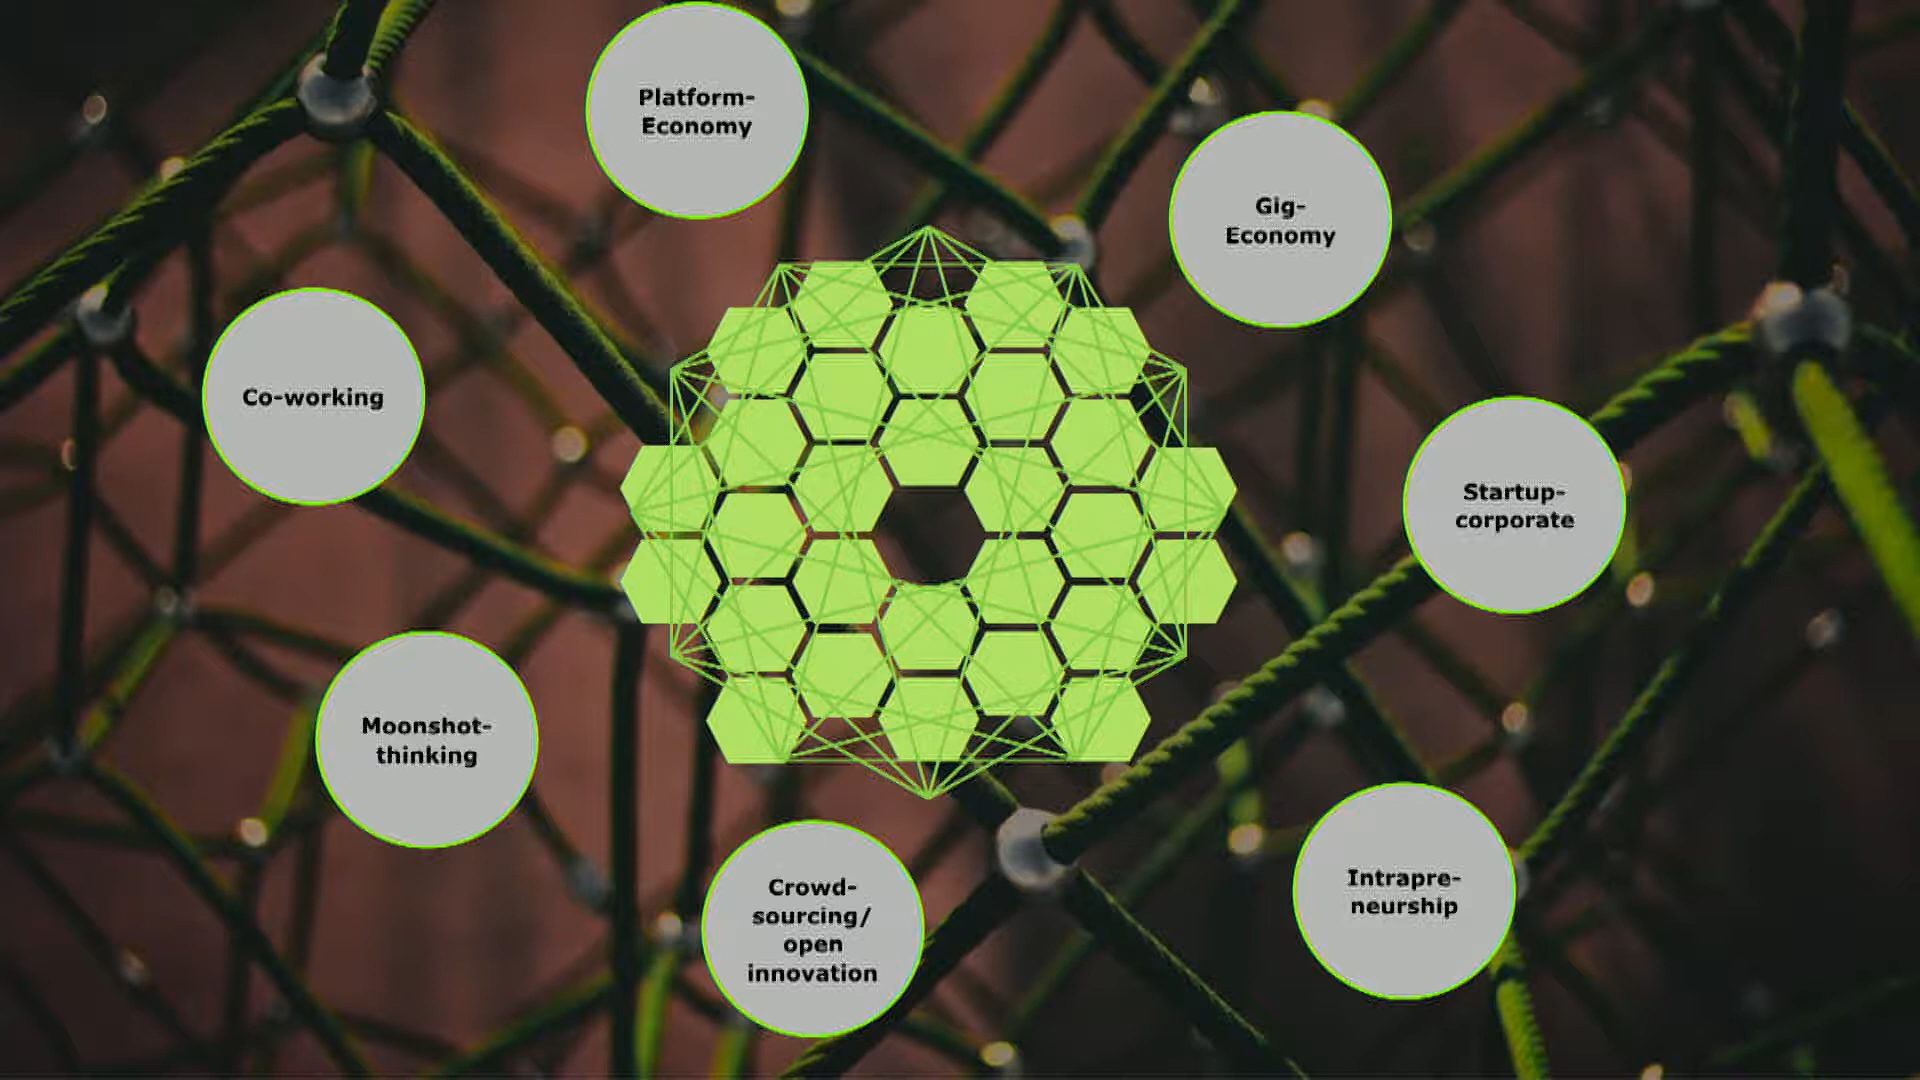 Platform-
Economy
Gig-
Economy
Co-working
Startup-
corporate
Moonshot-
thinking
Intrapre-
neurship
Crowd-
sourcing/
open
innovation